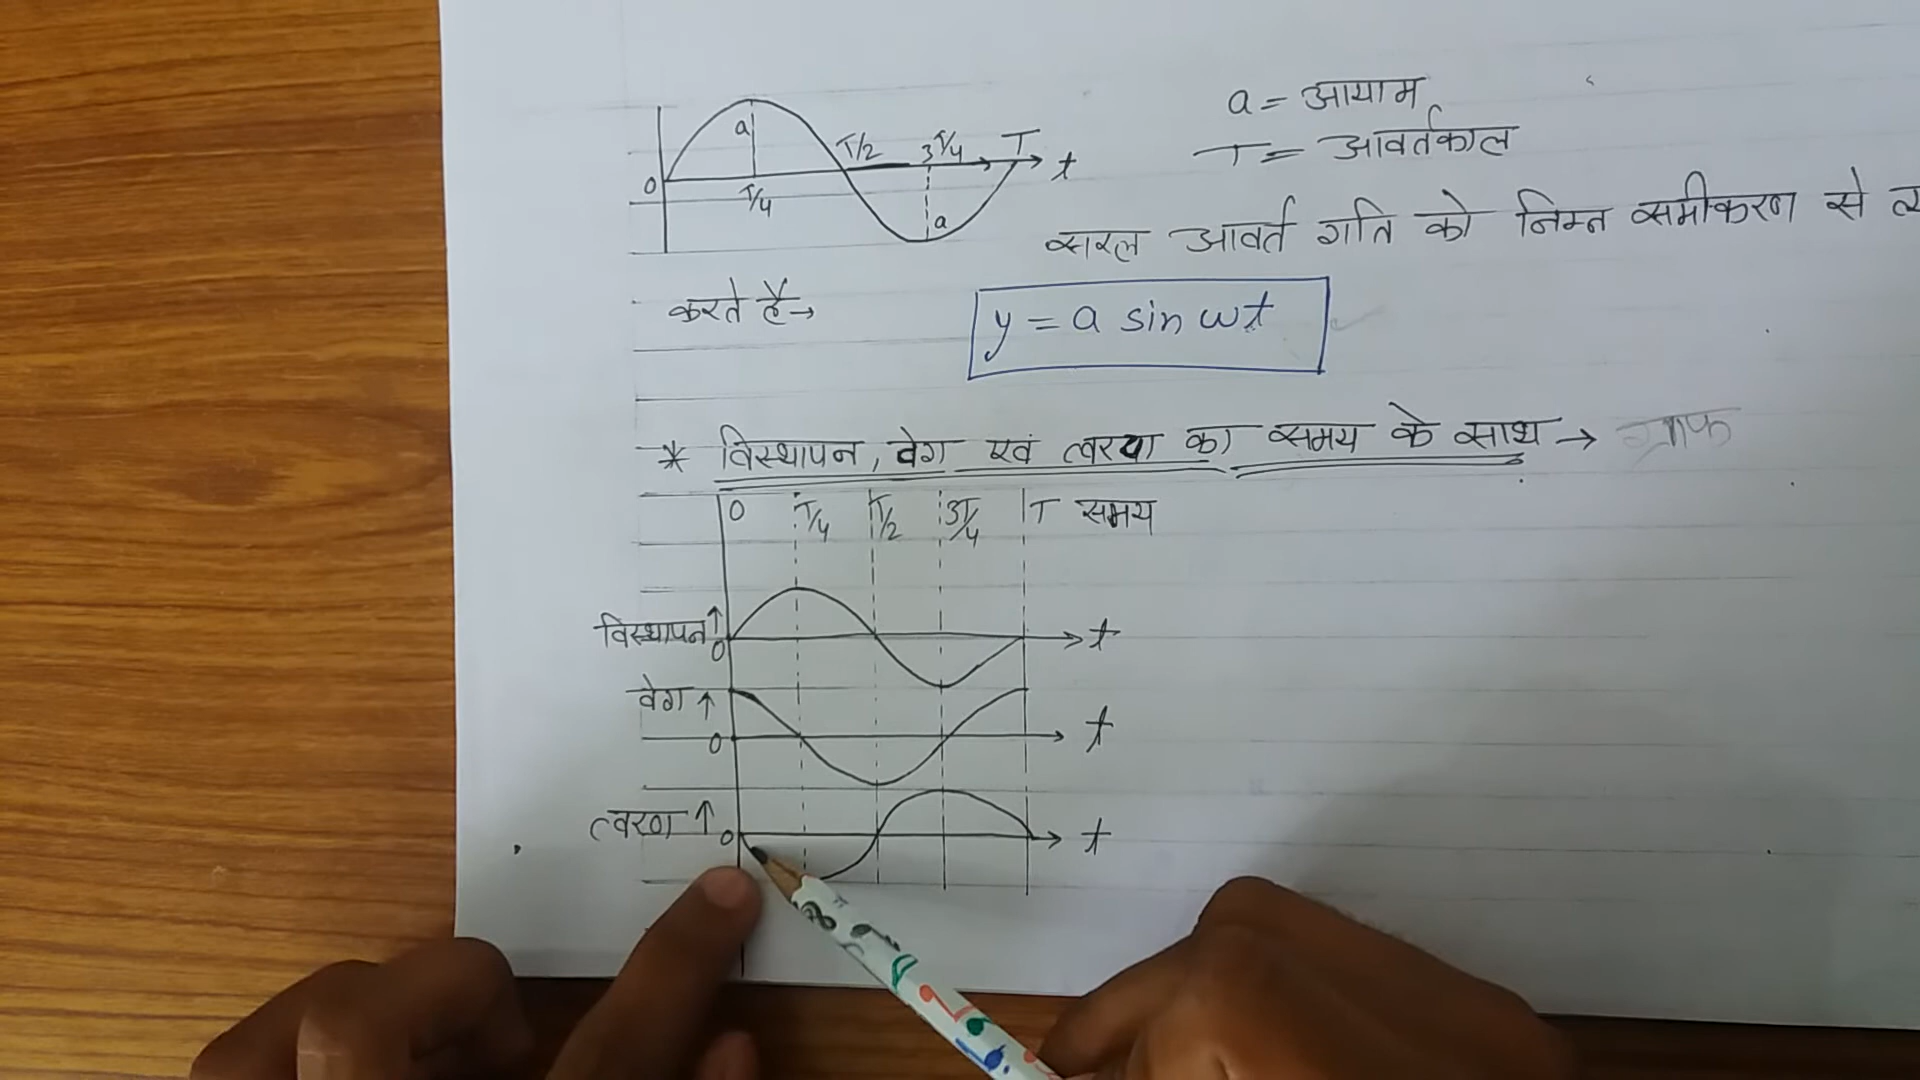 a = आयाम
a
T/2
3T/4
T
t
T = आवर्तकाल
0
T/4
a
सरल आवर्त गति को निम्न समीकरण से
करते है→
y = a sin ωt
* विस्थापन, वेग एवं त्वरण का समय के साथ → ग्राफ
0 T/4 T/2 3T/4 T समय
विस्थापन ↑
0
t
वेग ↑
0
t
त्वरण ↑
0
t